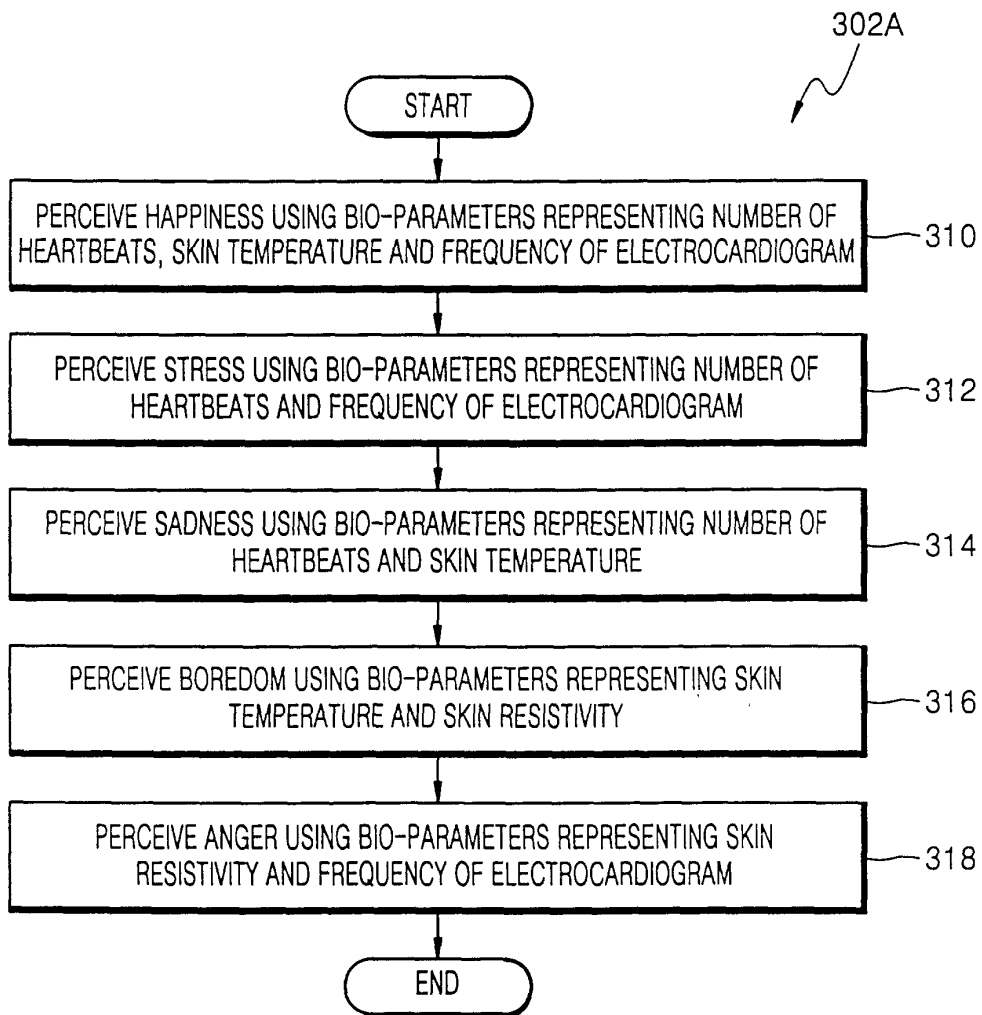 302A
START
PERCEIVE HAPPINESS USING BIO-PARAMETERS REPRESENTING NUMBER OF
HEARTBEATS, SKIN TEMPERATURE AND FREQUENCY OF ELECTROCARDIOGRAM
310
PERCEIVE STRESS USING BIO-PARAMETERS REPRESENTING NUMBER OF
HEARTBEATS AND FREQUENCY OF ELECTROCARDIOGRAM
312
PERCEIVE SADNESS USING BIO-PARAMETERS REPRESENTING NUMBER OF
HEARTBEATS AND SKIN TEMPERATURE
314
PERCEIVE BOREDOM USING BIO-PARAMETERS REPRESENTING SKIN
TEMPERATURE AND SKIN RESISTIVITY
316
PERCEIVE ANGER USING BIO-PARAMETERS REPRESENTING SKIN
RESISTIVITY AND FREQUENCY OF ELECTROCARDIOGRAM
318
END